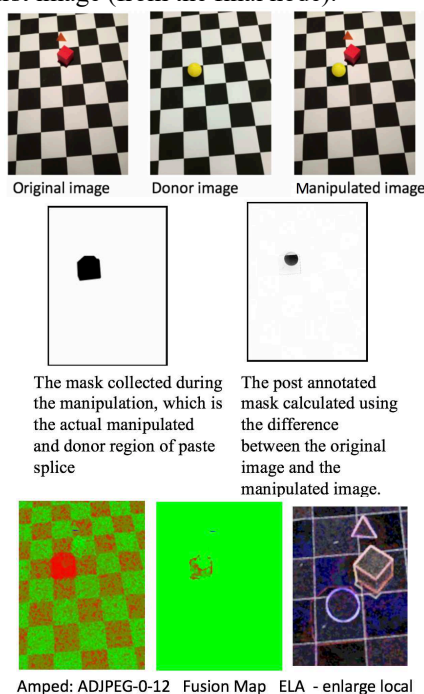 Original image Donor image Manipulated image
The mask collected during
the manipulation, which is
the actual manipulated
and donor region of paste
splice
The post annotated
mask calculated using
the difference
between the original
image and the
manipulated image.
Amped: ADJPEG-0-12 Fusion Map ELA - enlarge local